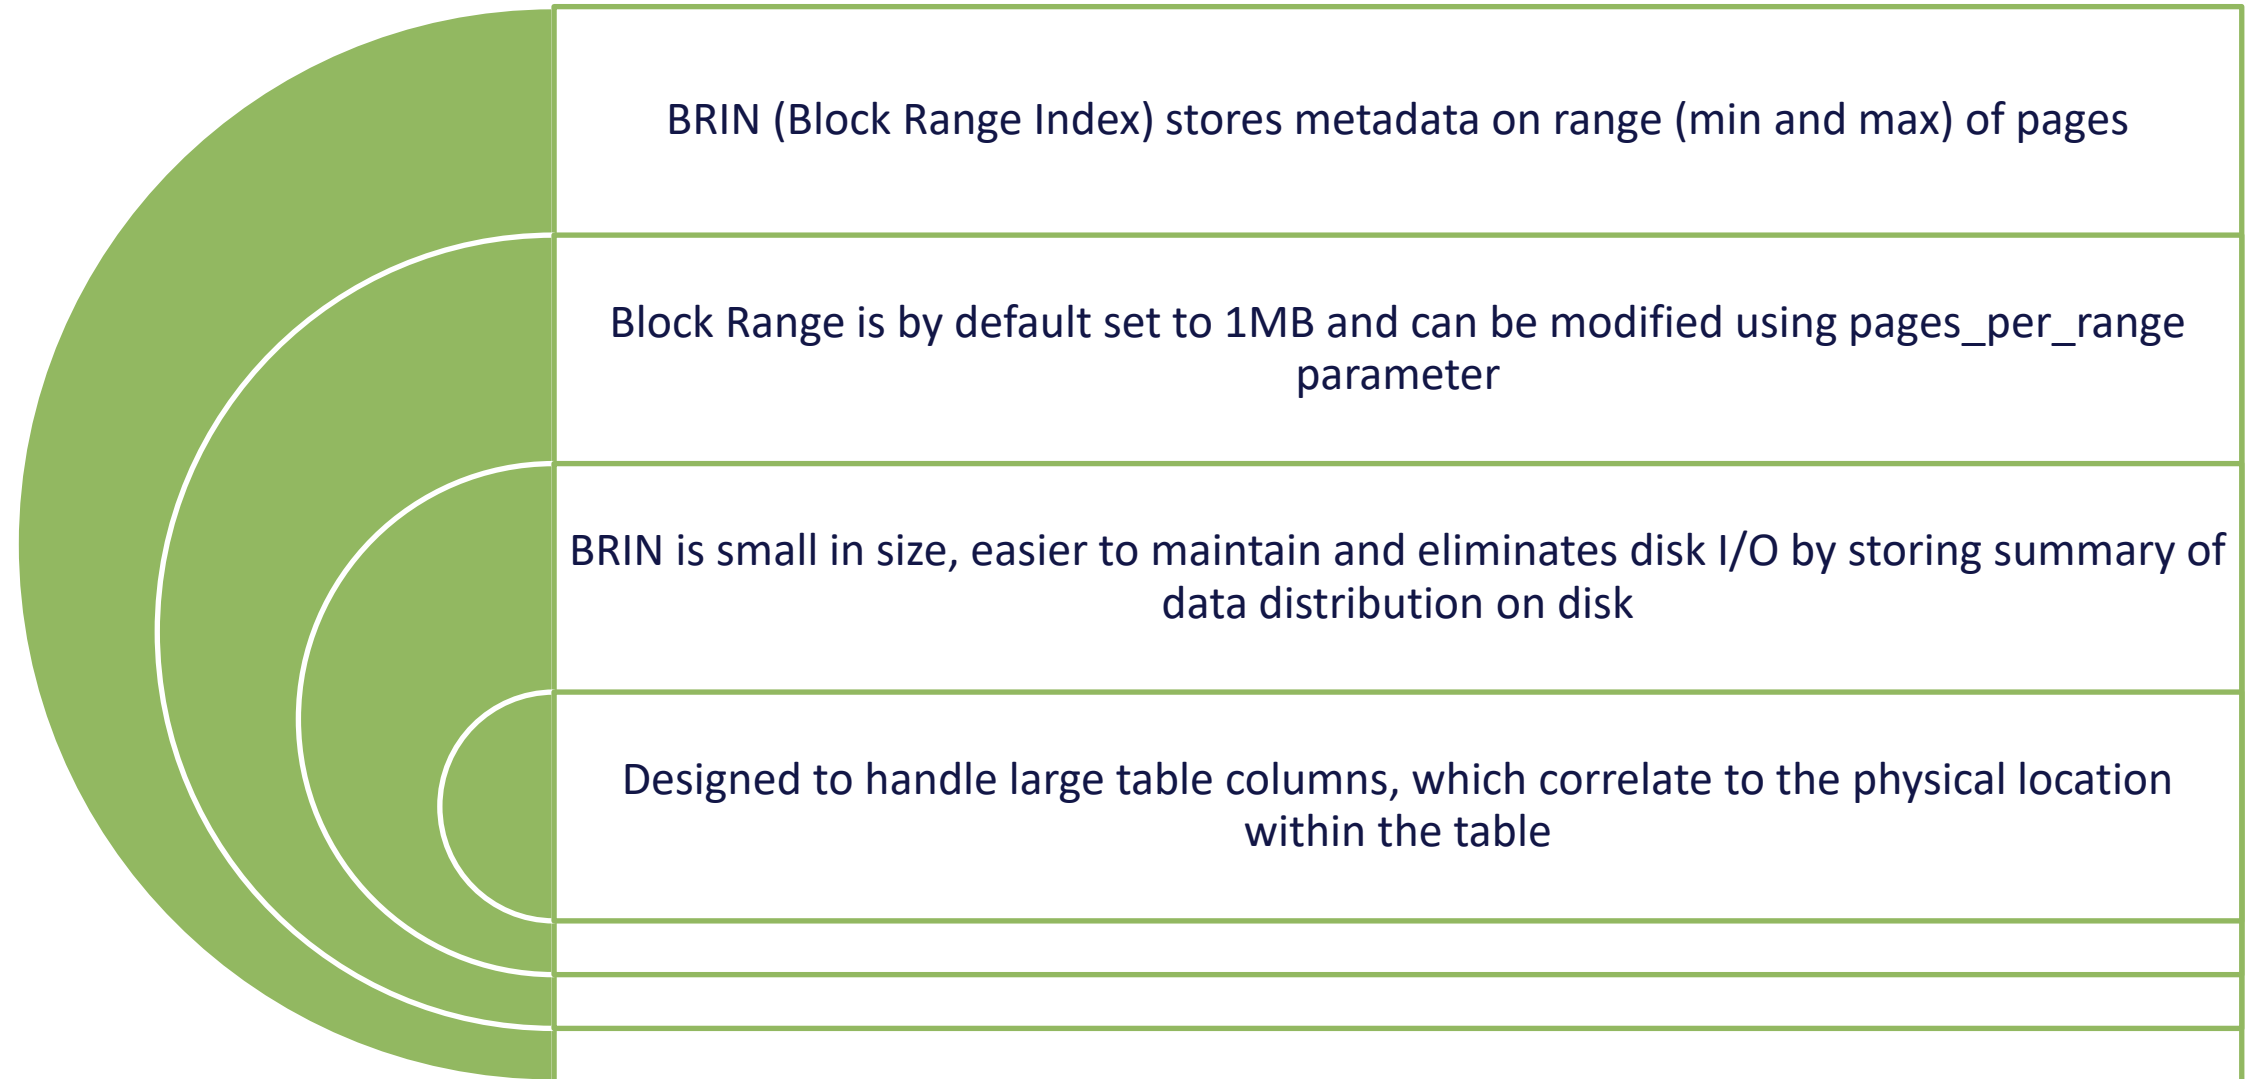 BRIN (Block Range Index) stores metadata on range (min and max) of pages
Block Range is by default set to 1MB and can be modified using pages_per_range
parameter
BRIN is small in size, easier to maintain and eliminates disk I/O by storing summary of
data distribution on disk
Designed to handle large table columns, which correlate to the physical location
within the table